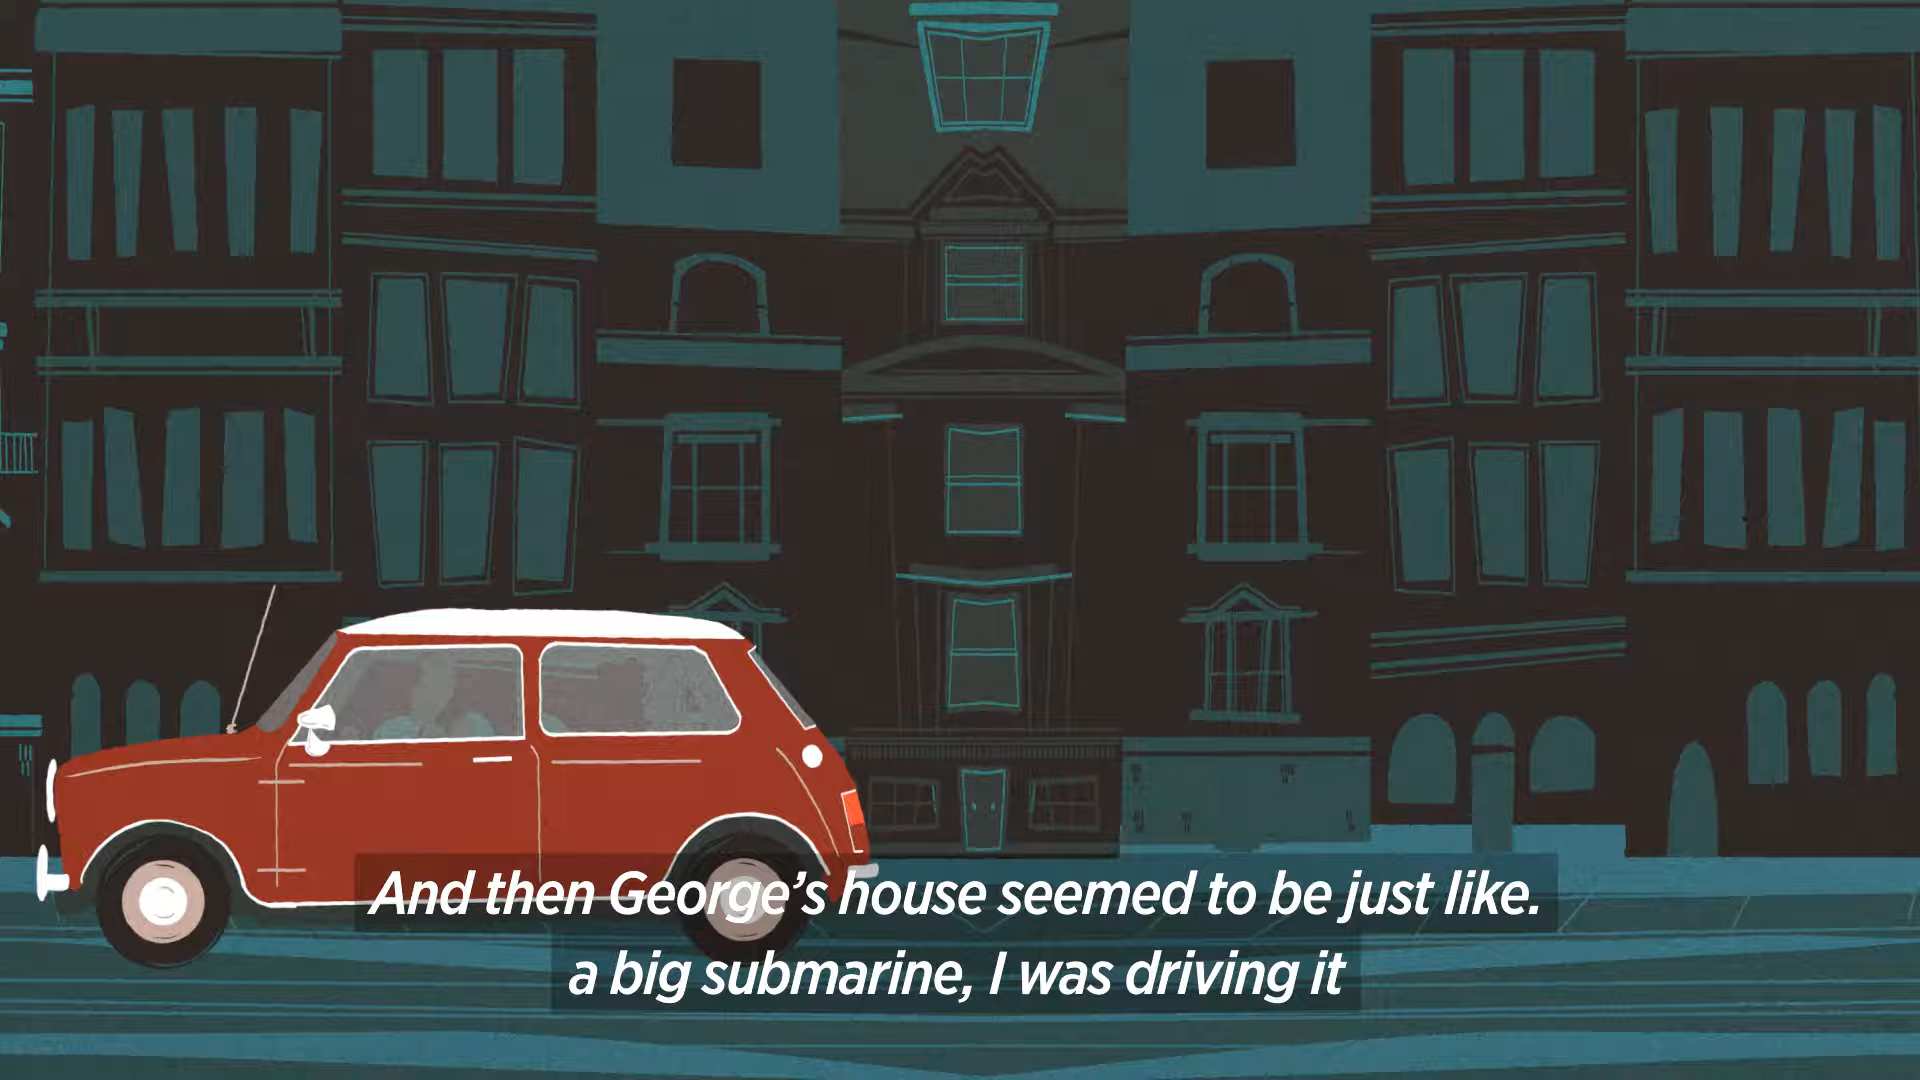 And then George’s house seemed to be just like.
a big submarine, I was driving it